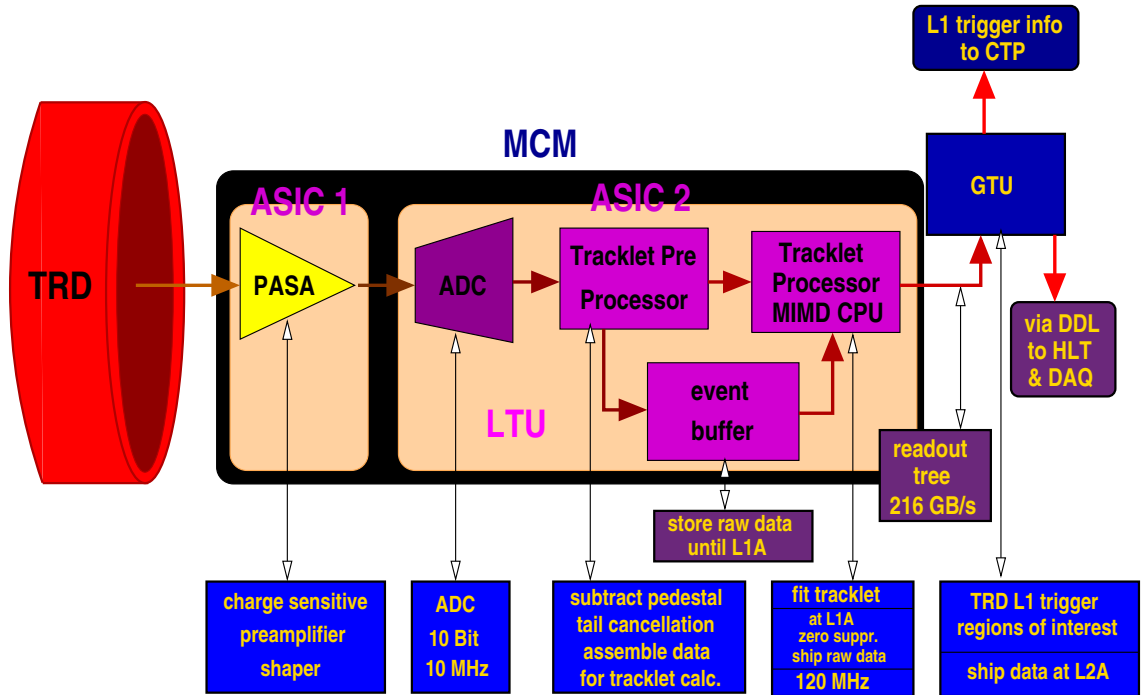 L1 trigger info
to CTP
MCM
ASIC 1
ASIC 2
GTU
TRD
PASA
ADC
Tracklet Pre
Processor
Tracklet
Processor
MIMD CPU
via DDL
to HLT
& DAQ
event
buffer
LTU
readout
tree
216 GB/s
store raw data
until L1A
charge sensitive
preamplifier
shaper
ADC
10 Bit
10 MHz
subtract pedestal
tail cancellation
assemble data
for tracklet calc.
fit tracklet
at L1A
zero suppr.
ship raw data
120 MHz
TRD L1 trigger
regions of interest
ship data at L2A